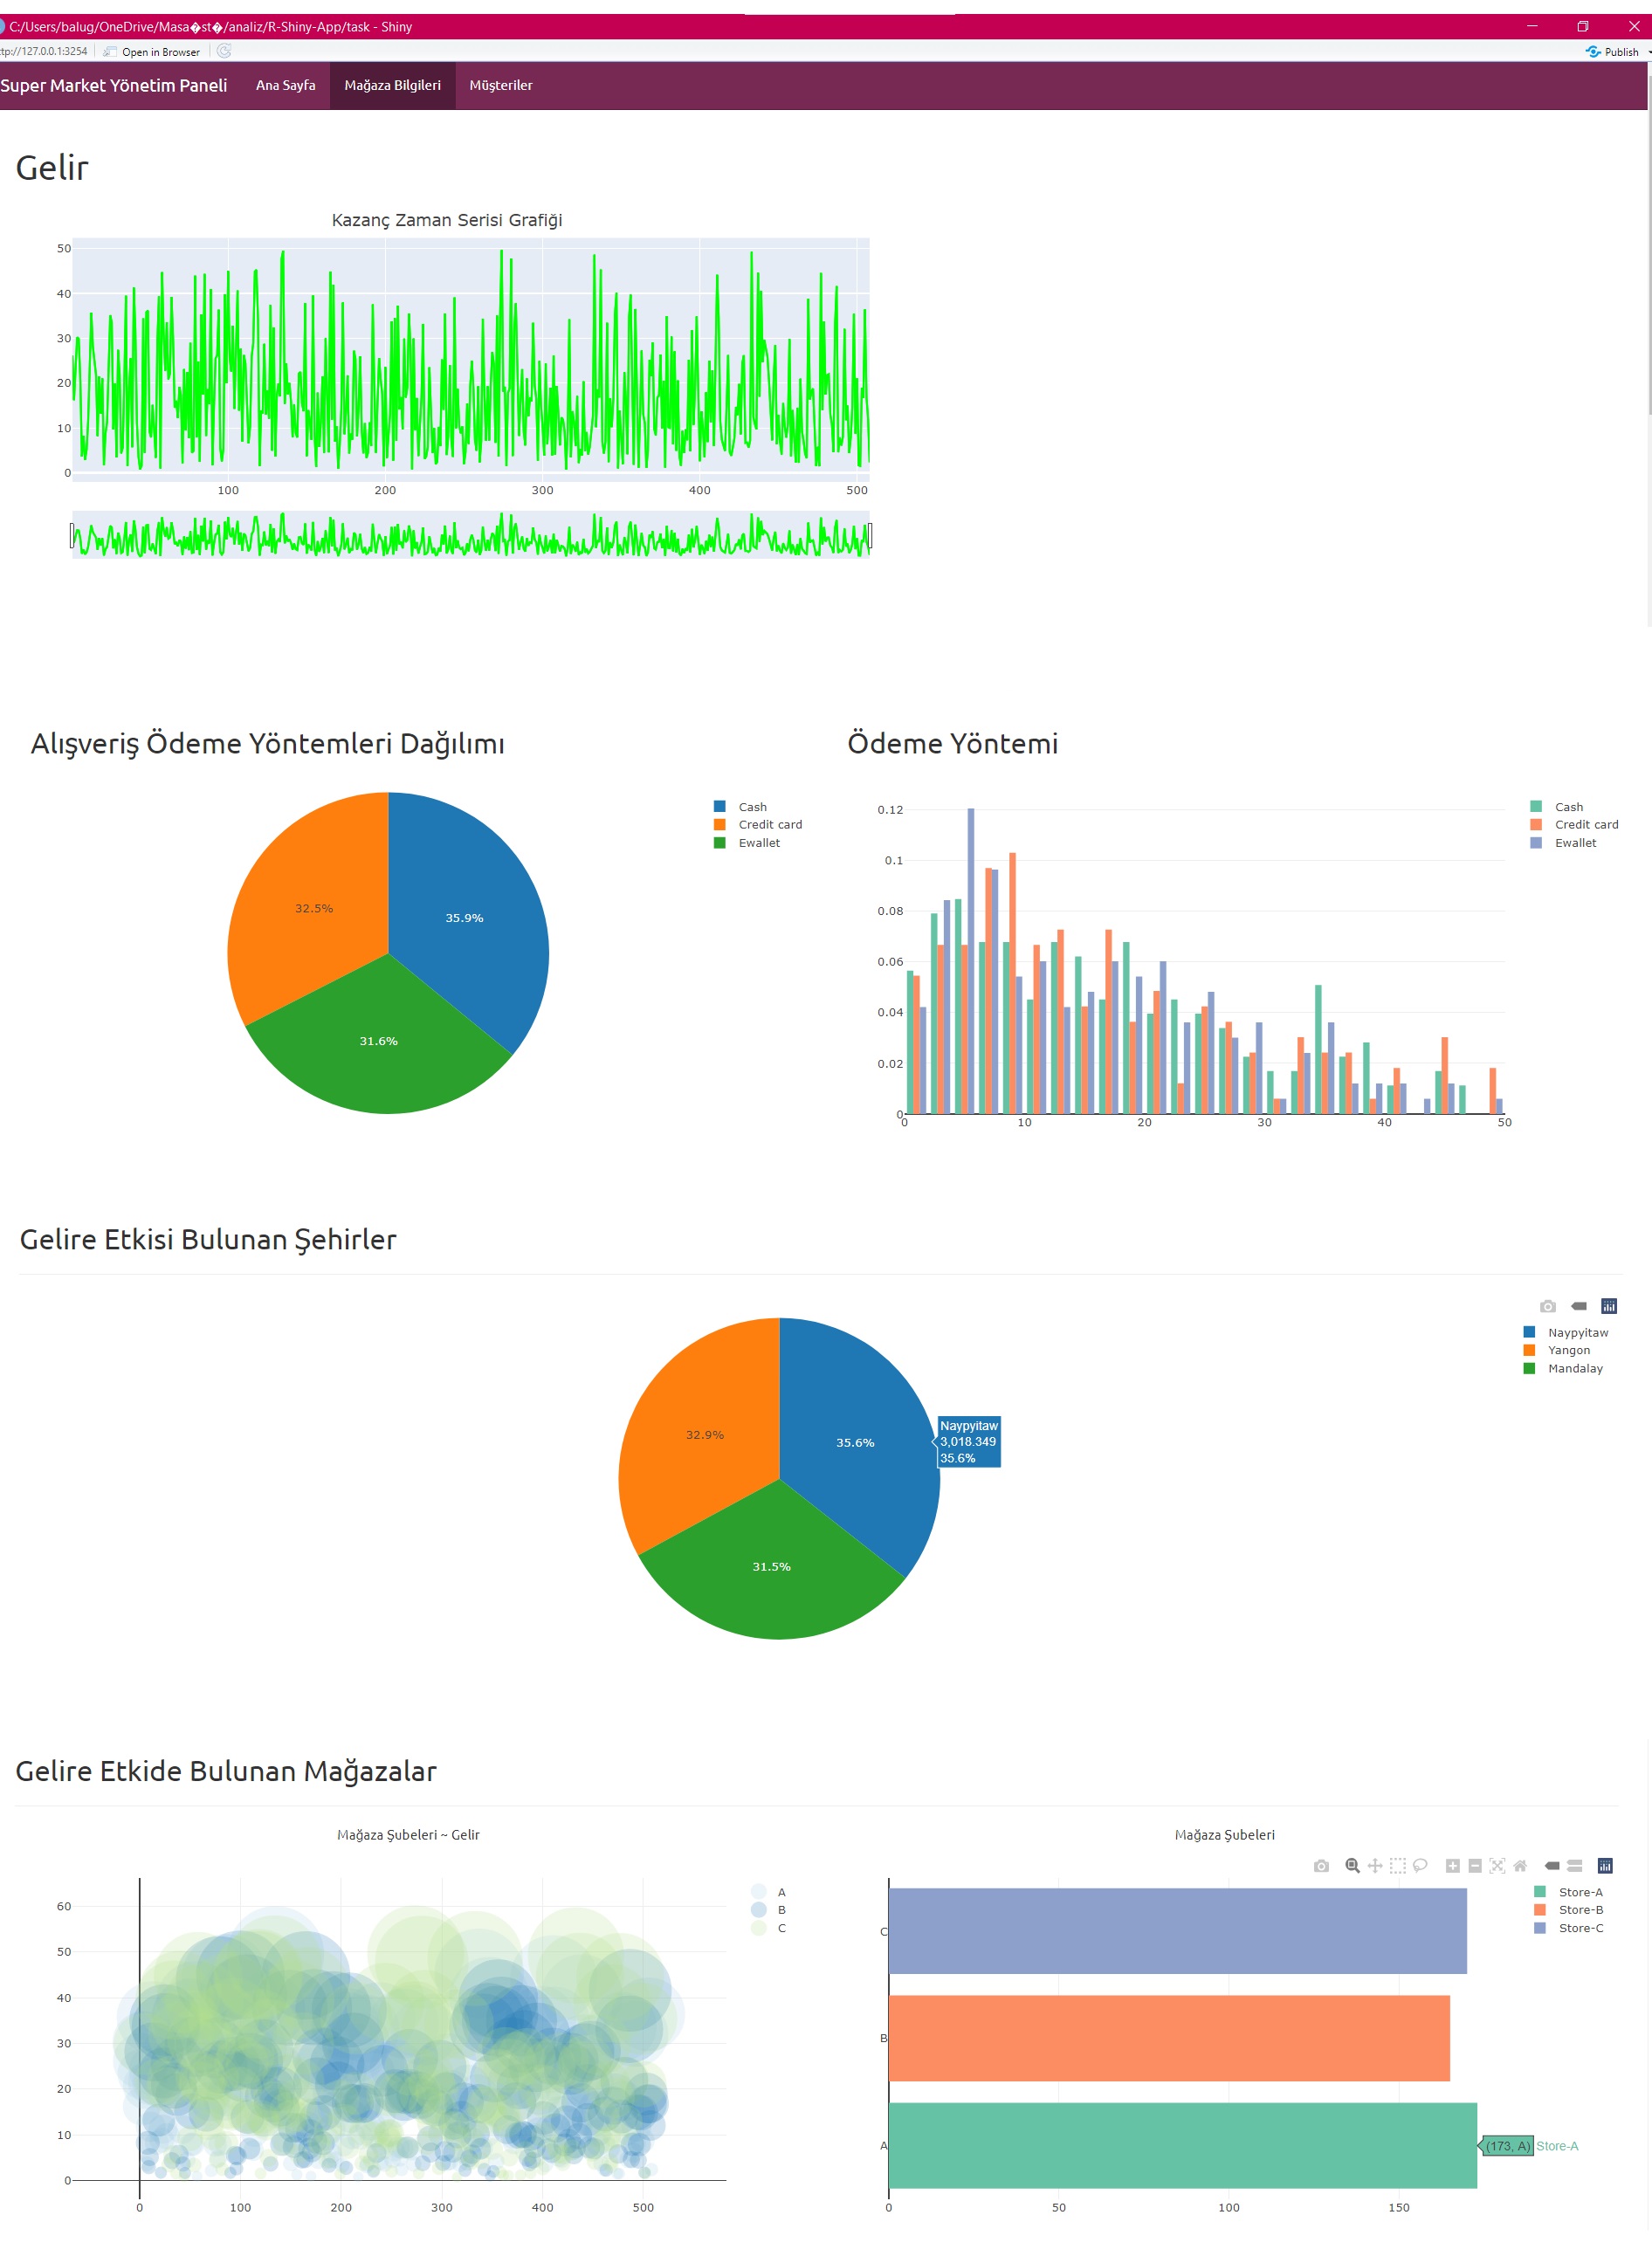 C:/Users/balug/OneDrive/Masa�st�/analiz/R-Shiny-App/task - Shiny
tp://127.0.0.1:3254 Open in Browser Publish
Super Market Yönetim Paneli Ana Sayfa Mağaza Bilgileri Müşteriler
Gelir
Kazanç Zaman Serisi Grafiği
50
40
30
20
10
0
100 200 300 400 500
Alışveriş Ödeme Yöntemleri Dağılımı
Cash
Credit card
Ewallet
32.5%
35.9%
31.6%
Ödeme Yöntemi
Cash
Credit card
Ewallet
0.12
0.1
0.08
0.06
0.04
0.02
0
0 10 20 30 40 50
Gelire Etkisi Bulunan Şehirler
Naypyitaw
Yangon
Mandalay
32.9%
35.6%
31.5%
Naypyitaw
3,018.349
35.6%
Gelire Etkide Bulunan Mağazalar
Mağaza Şubeleri ~ Gelir
A
B
C
60
50
40
30
20
10
0
0 100 200 300 400 500
Mağaza Şubeleri
Store-A
Store-B
Store-C
C
B
A
(173, A) Store-A
0 50 100 150